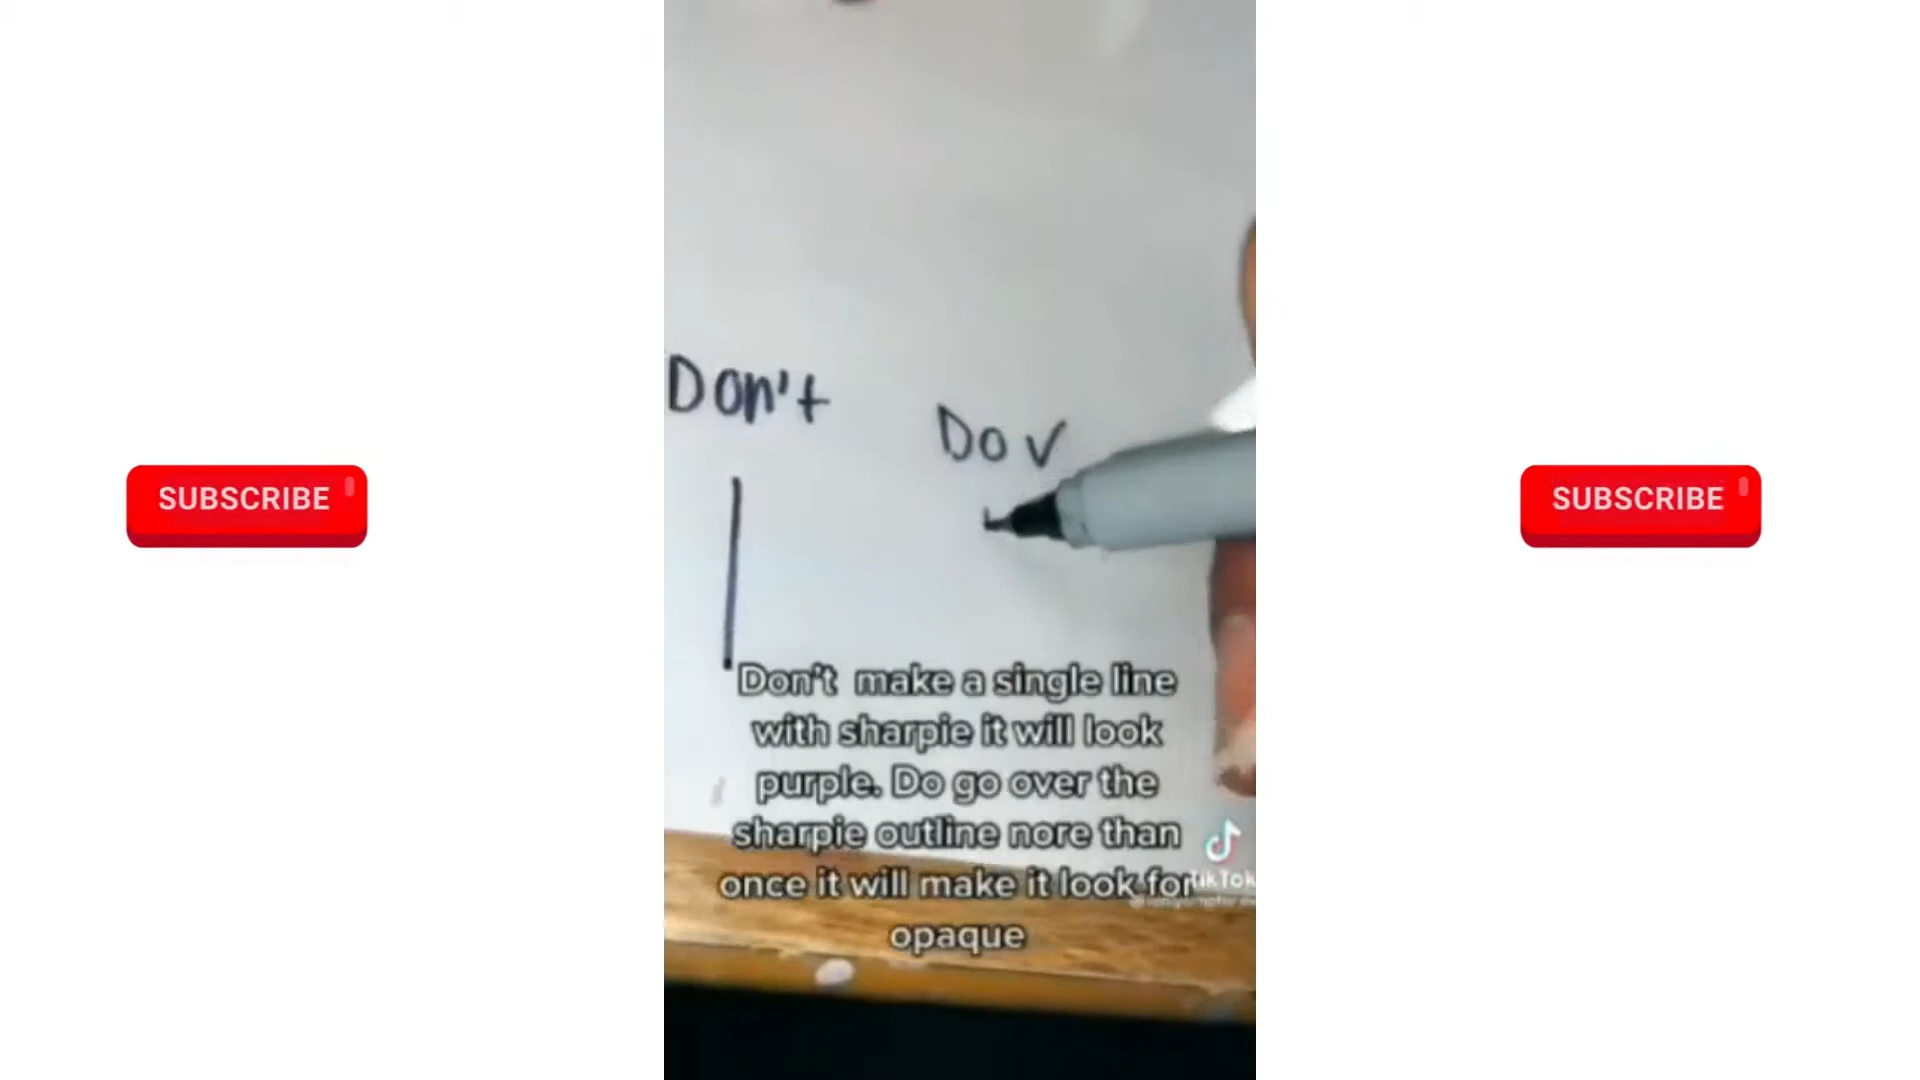 Don't
Do ✓
SUBSCRIBE
SUBSCRIBE
Don't make a single line
with sharpie it will look
purple. Do go over the
sharpie outline nore than
once it will make it look for
opaque
TikTok